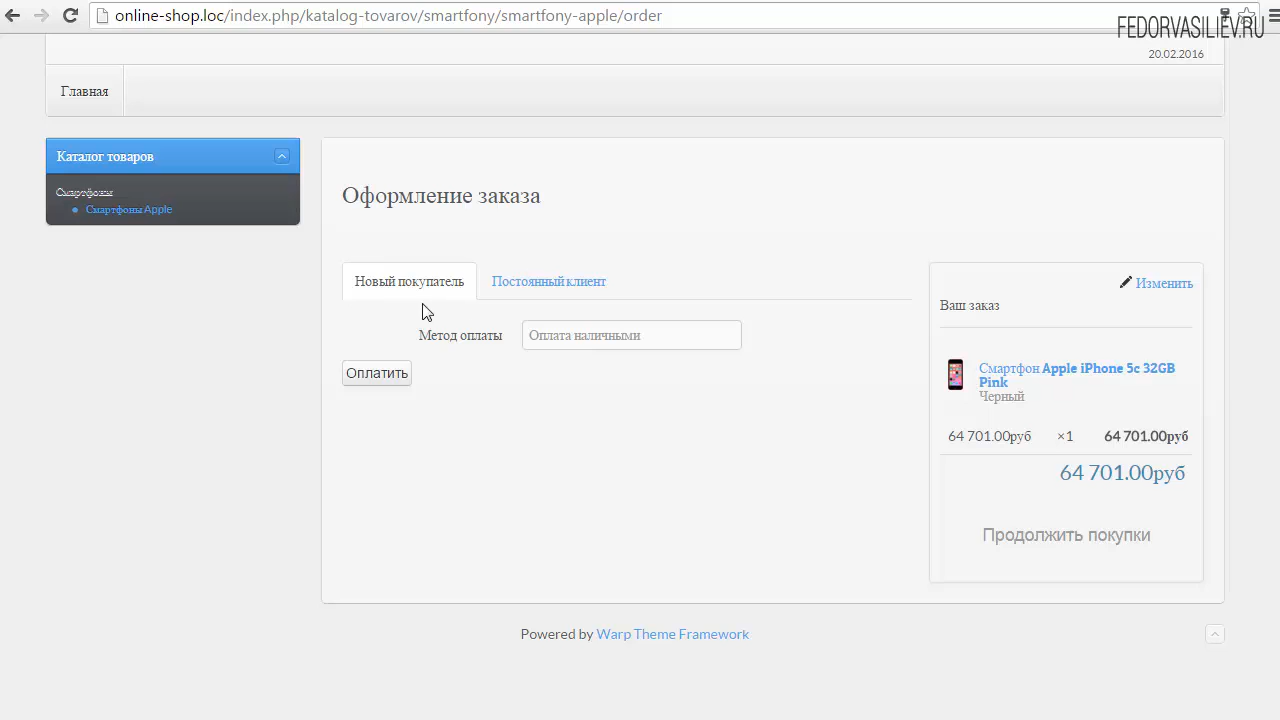 online-shop.loc/index.php/katalog-tovarov/smartfony/smartfony-apple/order
FEDORVASILIEV.RU
20.02.2016
Главная
Каталог товаров
Смартфоны
Смартфоны Apple
Оформление заказа
Новый покупатель
Постоянный клиент
Метод оплаты
Оплата наличными
Оплатить
Изменить
Ваш заказ
Смартфон Apple iPhone 5c 32GB
Pink
Черный
64 701.00руб ×1 64 701.00руб
64 701.00руб
Продолжить покупки
Powered by Warp Theme Framework